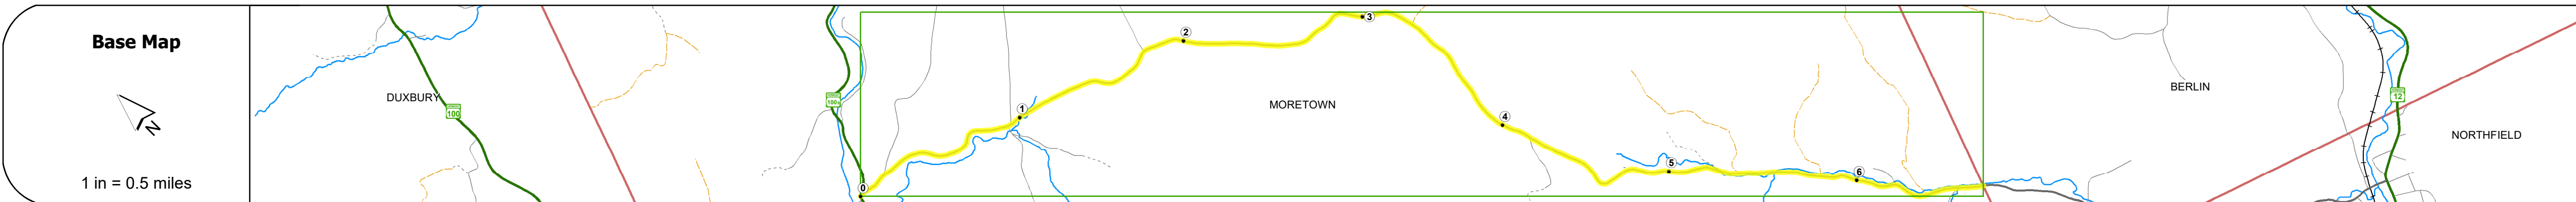 Base Map
N
1 in = 0.5 miles
DUXBURY
100
100B
0
1
2
3
MORETOWN
4
5
6
BERLIN
12
NORTHFIELD